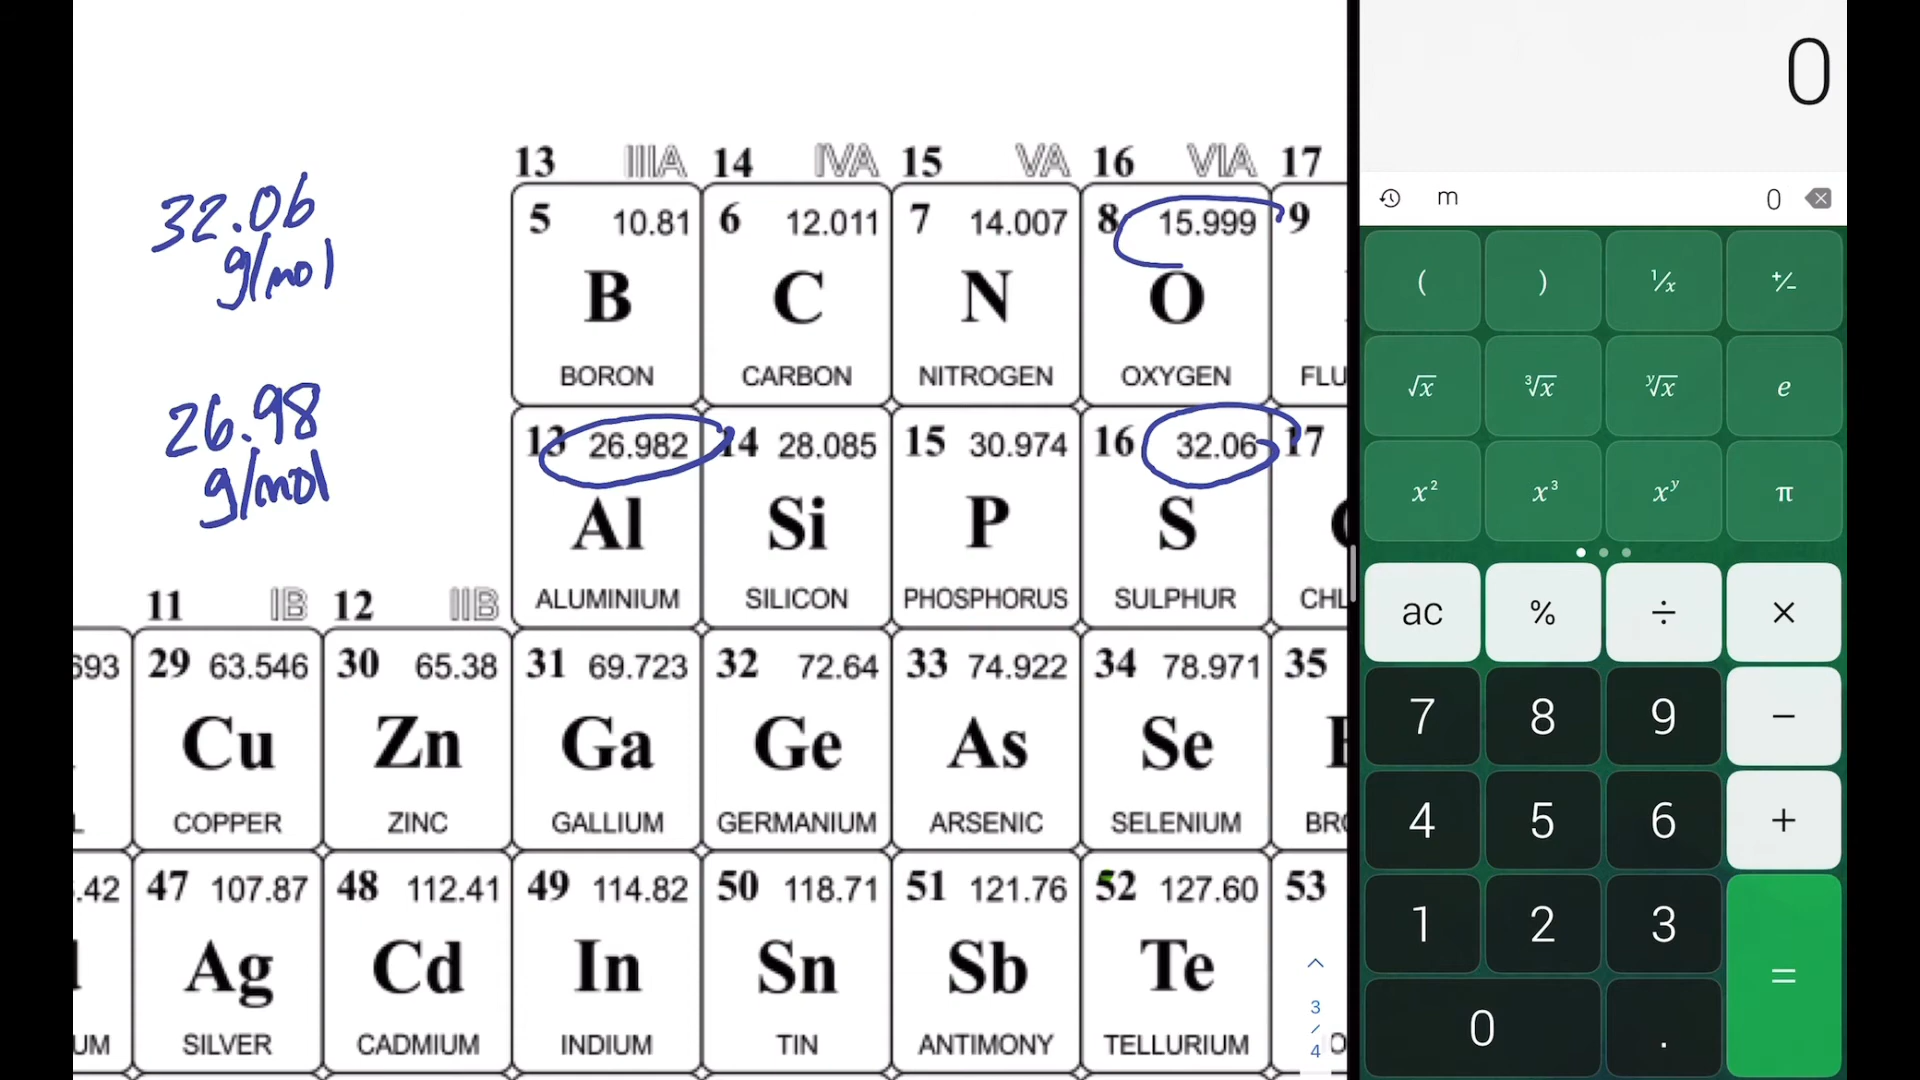 0
m 0
13 IIIA 14 IVA 15 VA 16 VIA 17
32.06
g/mol
5 10.81 6 12.011 7 14.007 8 15.999 9
B C N O
BORON CARBON NITROGEN OXYGEN FLU
26.98
g/mol
13 26.982 14 28.085 15 30.974 16 32.06 17
Al Si P S
11 IB 12 IIB ALUMINIUM SILICON PHOSPHORUS SULPHUR CHL
693 29 63.546 30 65.38 31 69.723 32 72.64 33 74.922 34 78.971 35
Cu Zn Ga Ge As Se
COPPER ZINC GALLIUM GERMANIUM ARSENIC SELENIUM BRO
.42 47 107.87 48 112.41 49 114.82 50 118.71 51 121.76 52 127.60 53
Ag Cd In Sn Sb Te
UM SILVER CADMIUM INDIUM TIN ANTIMONY TELLURIUM
3
/
4
( ) 1/x +/-
√x ³√x ʸ√x e
x² x³ xʸ π
ac % ÷ ×
7 8 9 −
4 5 6 +
1 2 3
0 . =